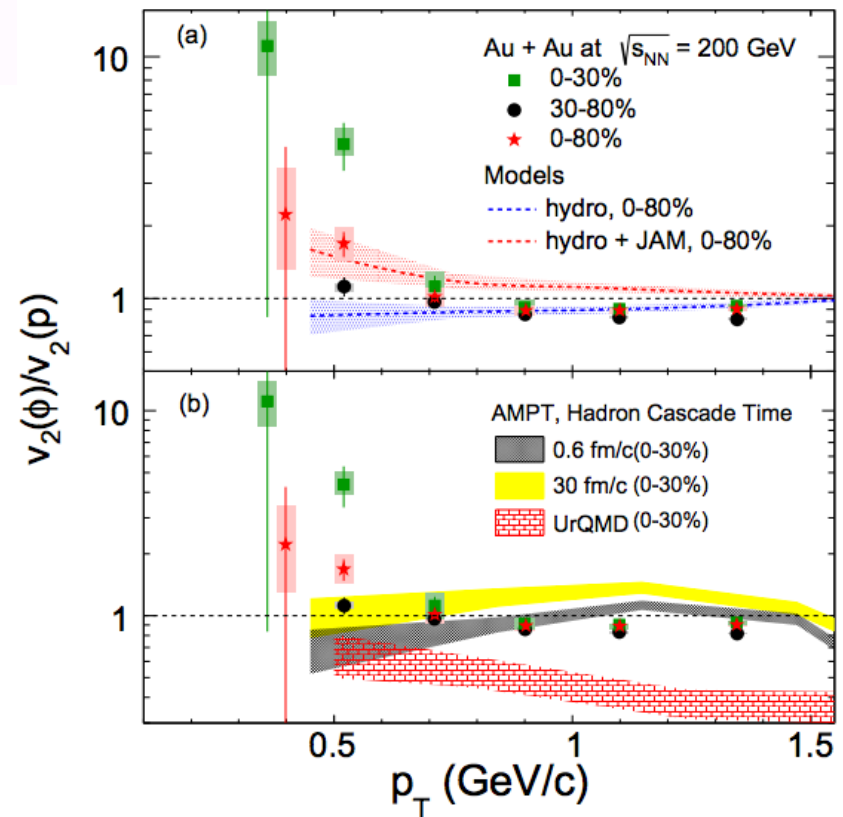 (a)
Au + Au at √s_NN = 200 GeV
0-30%
30-80%
0-80%
Models
hydro, 0-80%
hydro + JAM, 0-80%
10
1
v₂(ϕ)/v₂(p)
(b)
AMPT, Hadron Cascade Time
0.6 fm/c(0-30%)
30 fm/c (0-30%)
UrQMD (0-30%)
10
1
0.5 1 1.5
p_T (GeV/c)